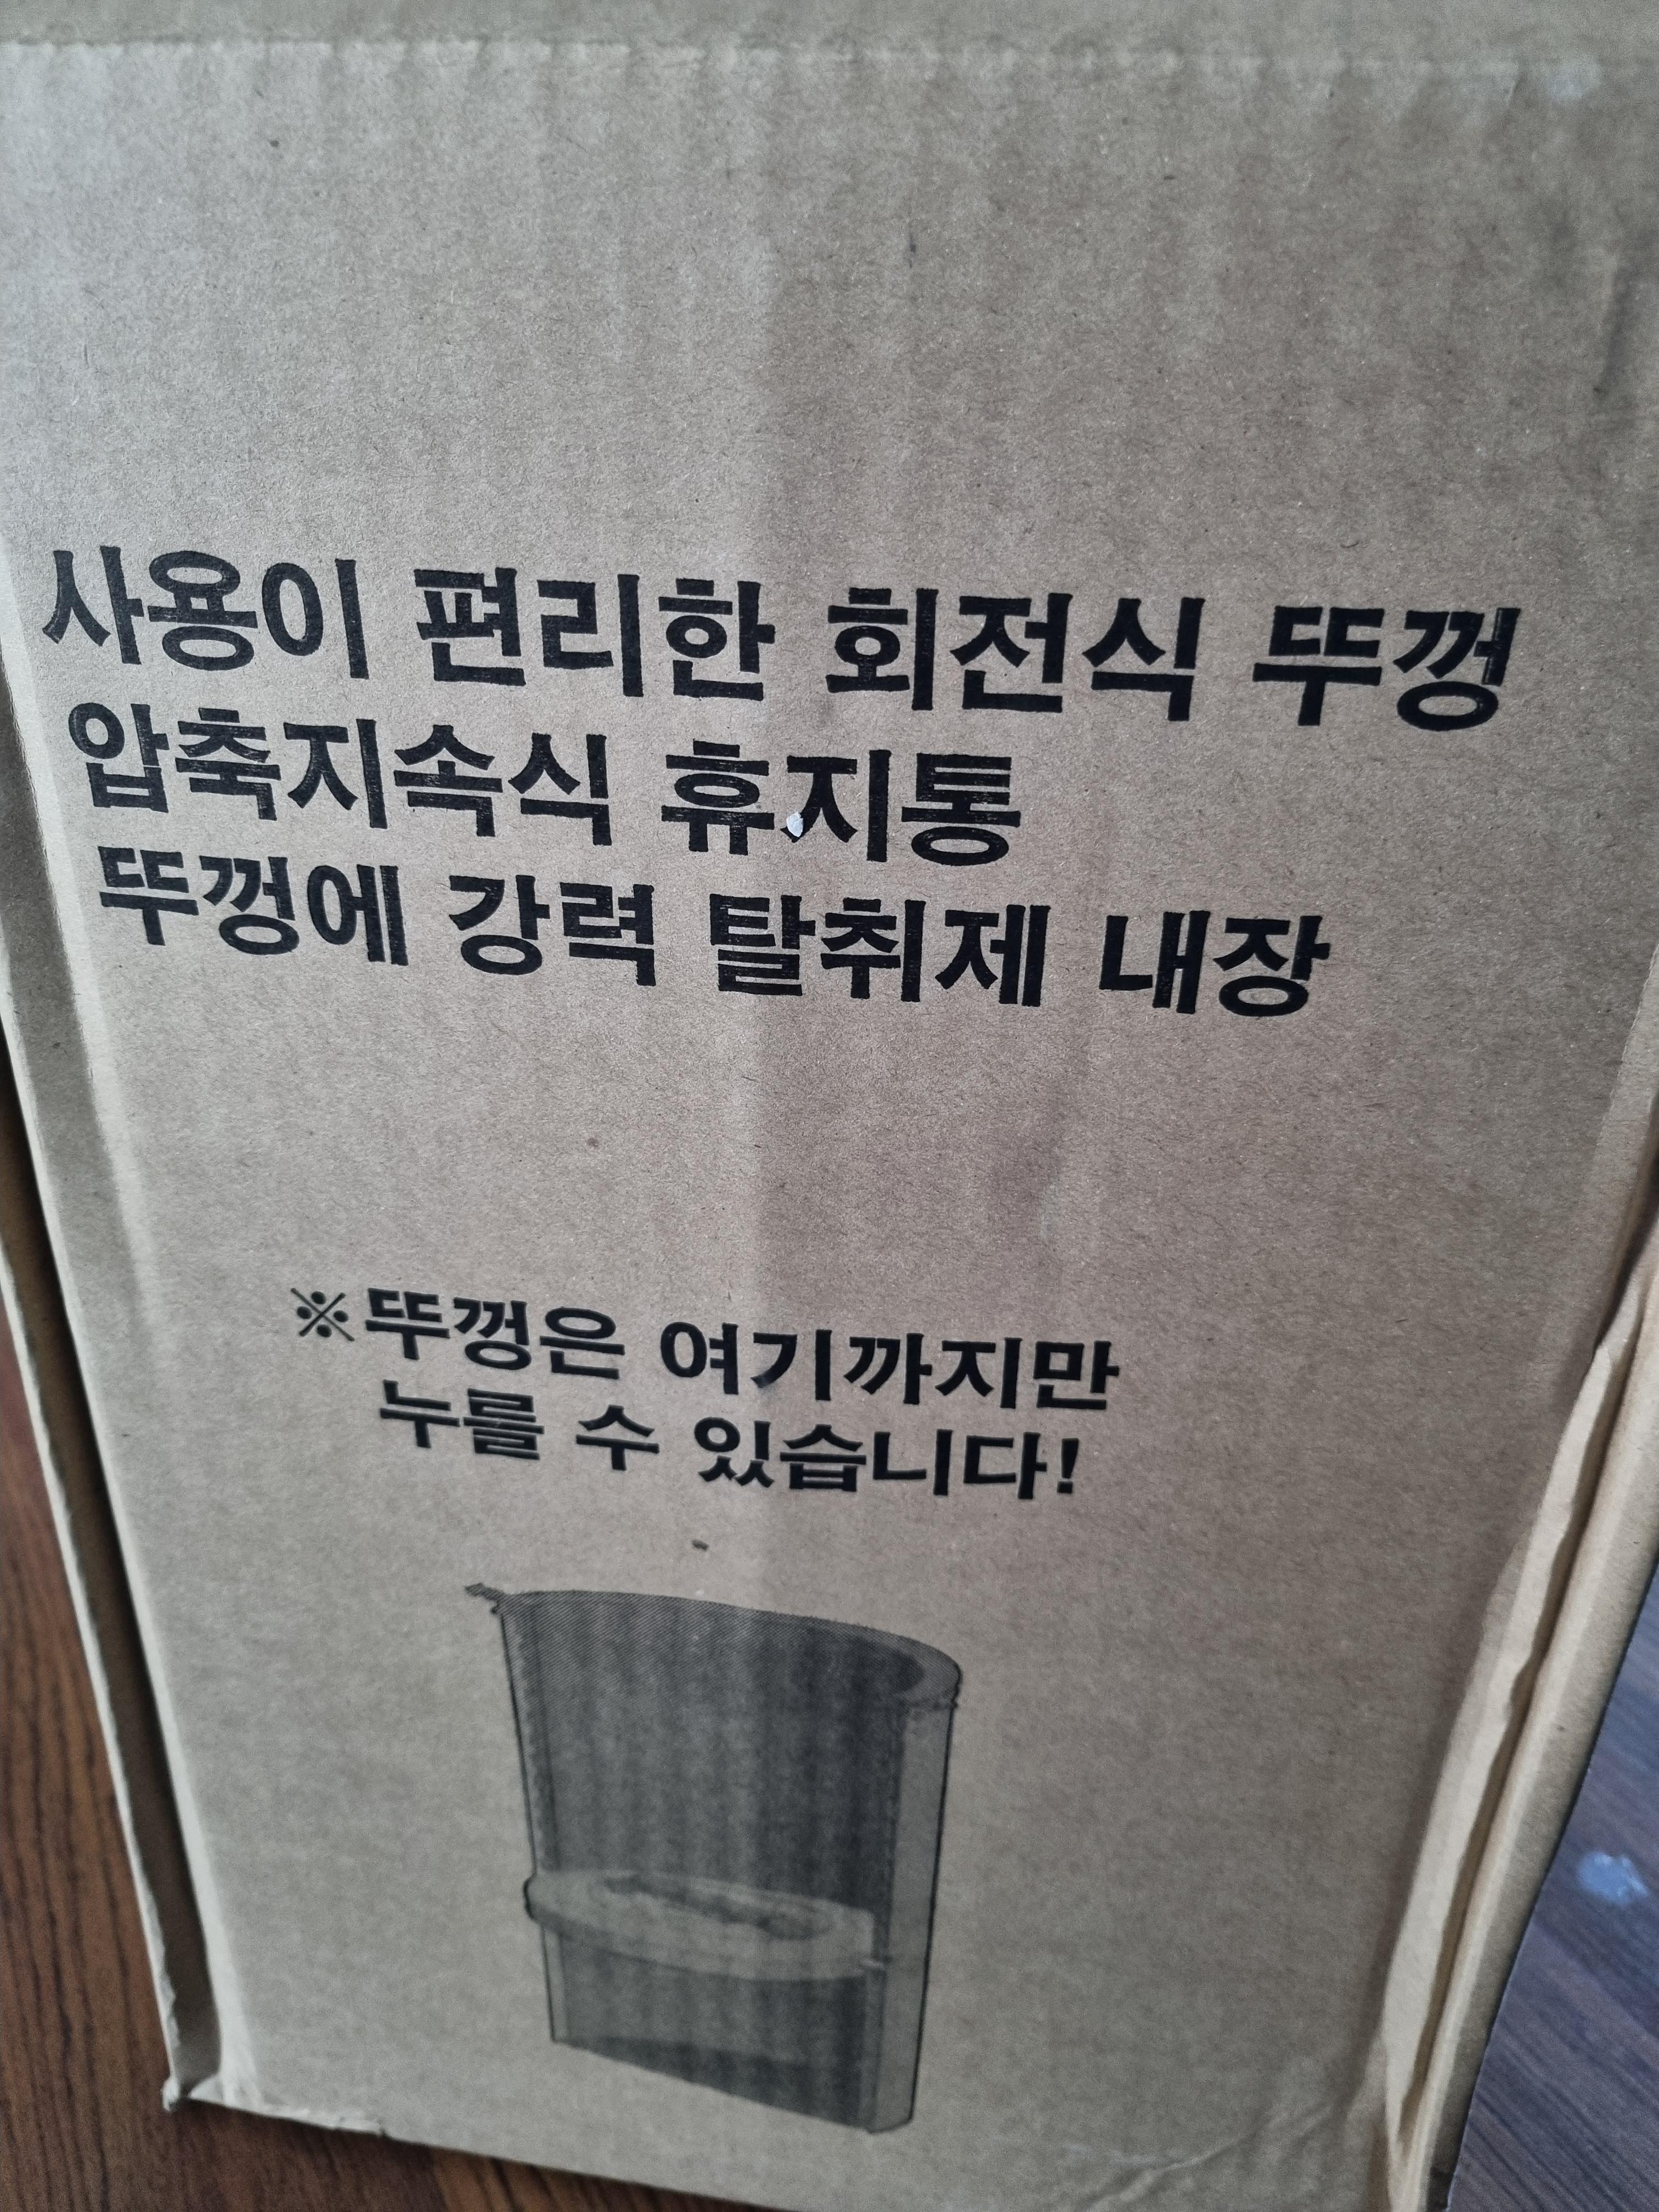 사용이 편리한 회전식 뚜껑
압축지속식 휴지통
뚜껑에 강력 탈취제 내장
※뚜껑은 여기까지만
누를 수 있습니다!